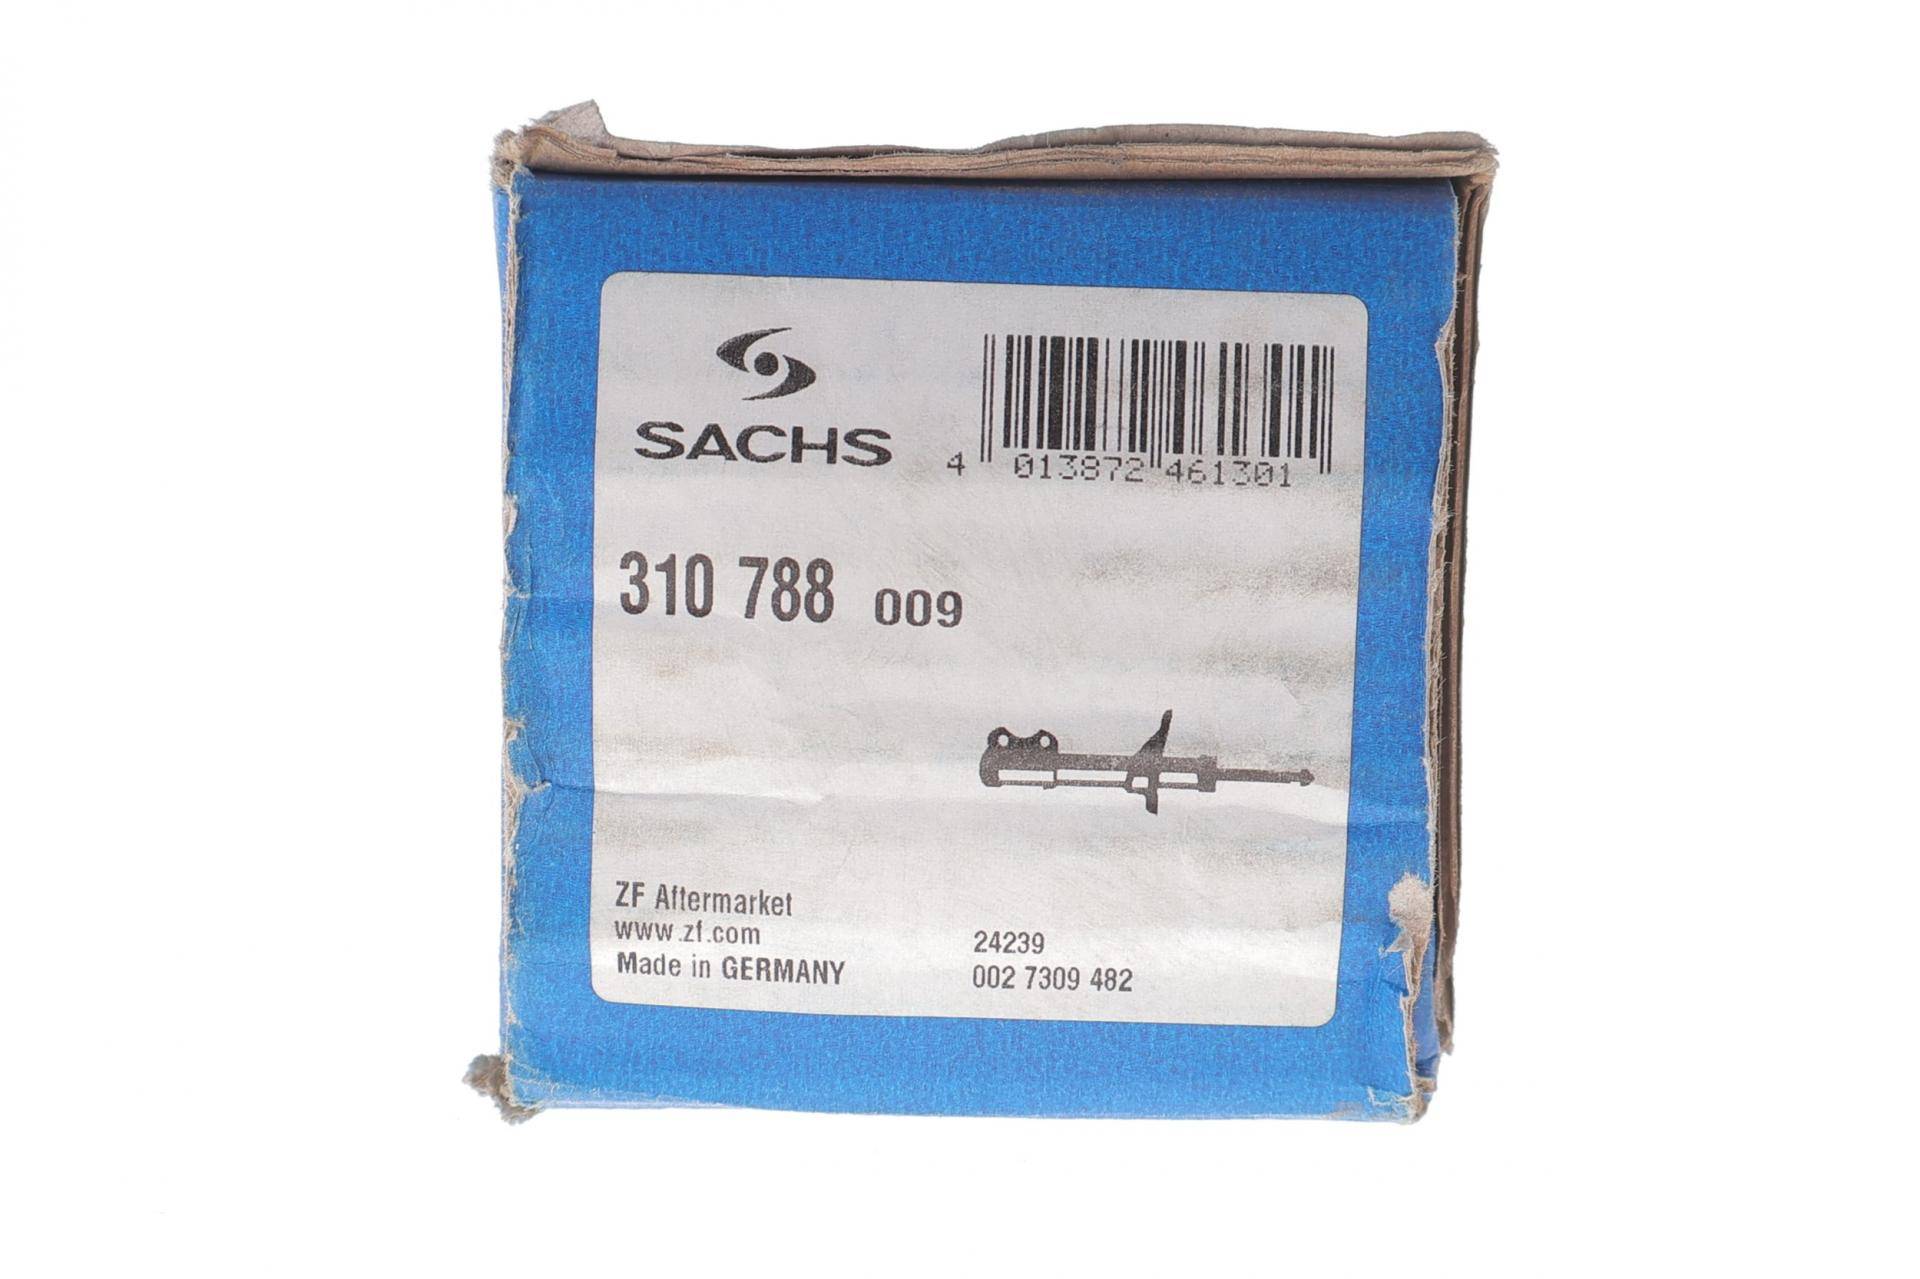 SACHS
4 013872 461301
310 788 009
ZF Aftermarket
www.zf.com
Made in GERMANY
24239
002 7309 482